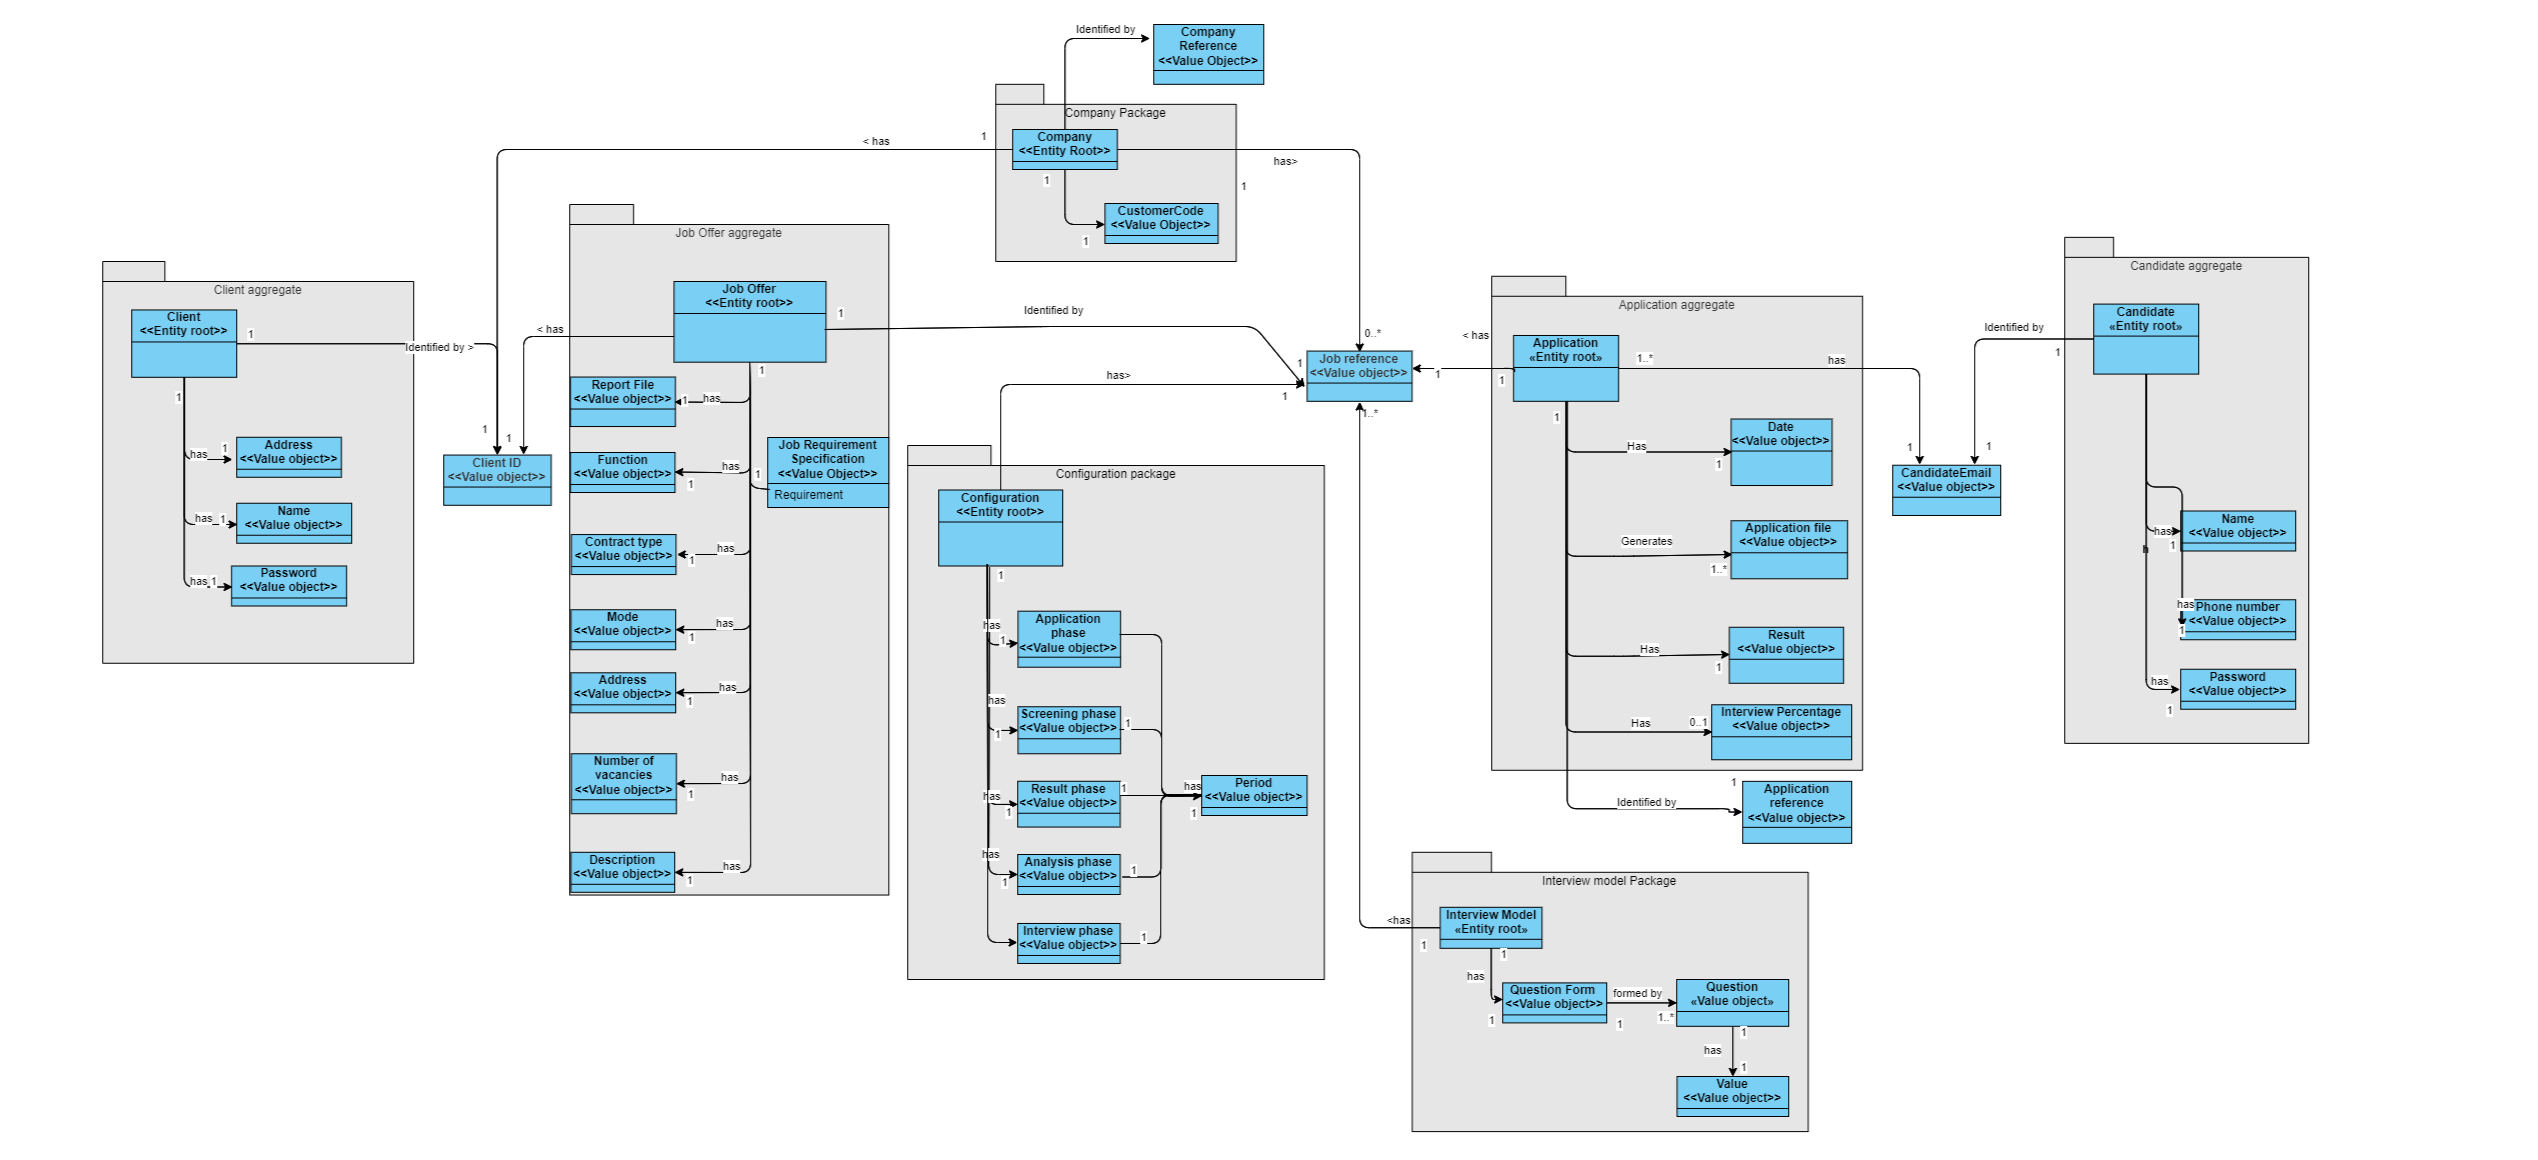 Identified by
Company
Reference
<<Value Object>>
Company Package
Company
<<Entity Root>>
< has
1
has>
1
1
CustomerCode
<<Value Object>>
1
Client aggregate
Client
<<Entity root>>
1
Identified by >
1
has
1
Address
<<Value object>>
has
1
Name
<<Value object>>
has
1
Password
<<Value object>>
1
1
Client ID
<<Value object>>
Job Offer aggregate
Job Offer
<<Entity root>>
1
< has
Identified by
1
Report File
<<Value object>>
1
has
Job Requirement
Specification
<<Value Object>>
Requirement
1
Function
<<Value object>>
has
1
Contract type
<<Value object>>
has
1
Mode
<<Value object>>
has
1
Address
<<Value object>>
has
1
Number of
vacancies
<<Value object>>
has
1
Description
<<Value object>>
has
1
0..*
1
Job reference
<<Value object>>
1
has>
1
1..*
Configuration package
Configuration
<<Entity root>>
1
has
1
Application
phase
<<Value object>>
has
1
Screening phase
<<Value object>>
1
has
1
Result phase
<<Value object>>
1
has
1
Analysis phase
<<Value object>>
1
Interview phase
<<Value object>>
1
has
1
Period
<<Value object>>
Application aggregate
< has
Application
«Entity root»
1
1..*
has
1
Date
<<Value object>>
Has
1
Application file
<<Value object>>
Generates
1..*
Result
<<Value object>>
Has
1
Interview Percentage
<<Value object>>
Has
0..1
1
Identified by
Application
reference
<<Value object>>
Candidate aggregate
Candidate
«Entity root»
Identified by
1
1
1
CandidateEmail
<<Value object>>
Name
<<Value object>>
has
1
h
Phone number
<<Value object>>
has
1
Password
<<Value object>>
has
1
Interview model Package
<has
1
Interview Model
«Entity root»
1
has
Question Form
<<Value object>>
1
formed by
1
1..*
Question
«Value object»
1
has
1
Value
<<Value object>>